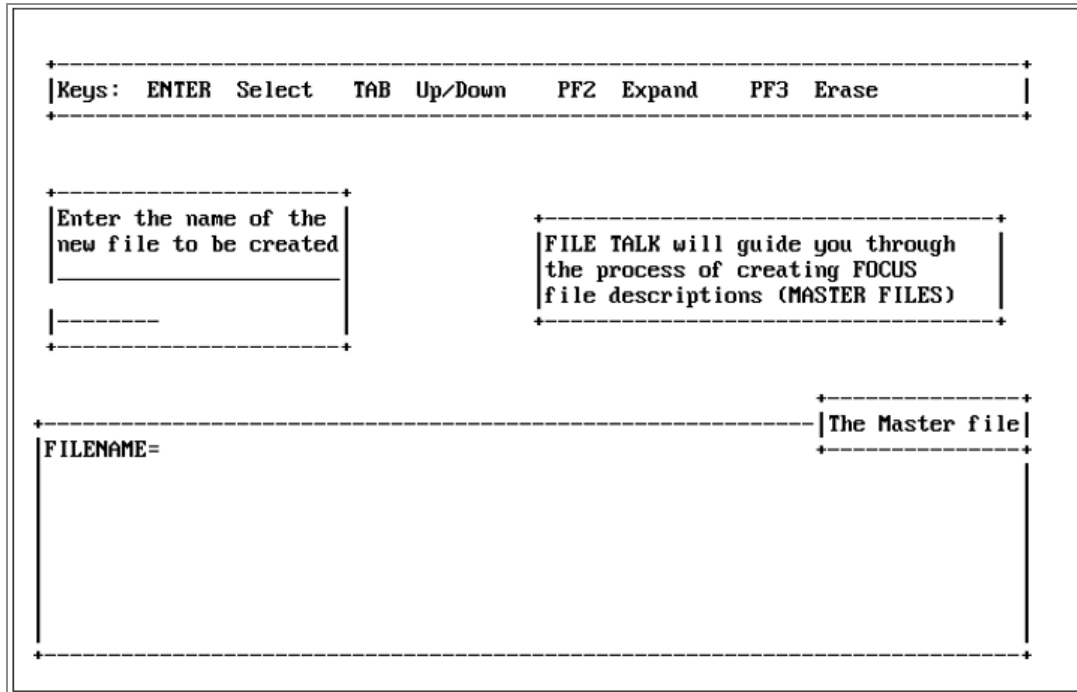 Keys: ENTER Select TAB Up/Down PF2 Expand PF3 Erase
Enter the name of the
new file to be created
FILE TALK will guide you through
the process of creating FOCUS
file descriptions (MASTER FILES)
The Master file
FILENAME=